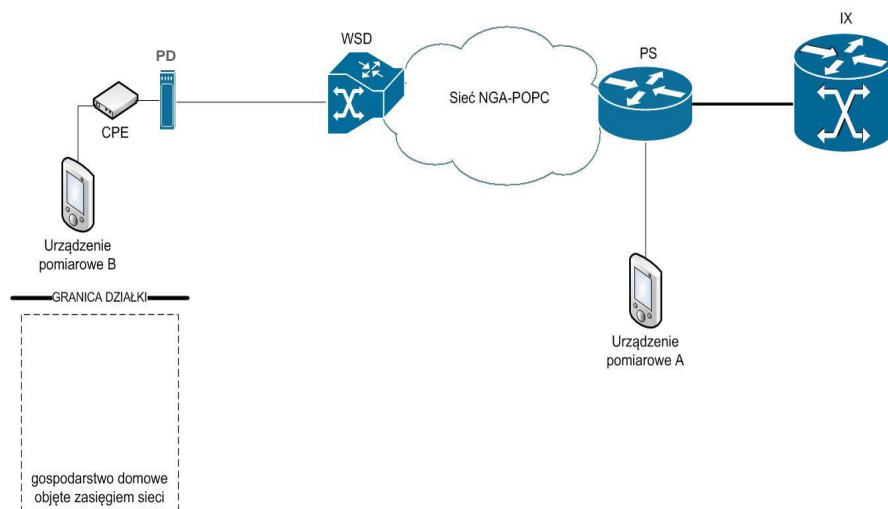 IX
WSD
PS
PD
Sieć NGA-POPC
CPE
Urządzenie
pomiarowe B
GRANICA DZIAŁKI
Urządzenie
pomiarowe A
gospodarstwo domowe
objęte zasięgiem sieci